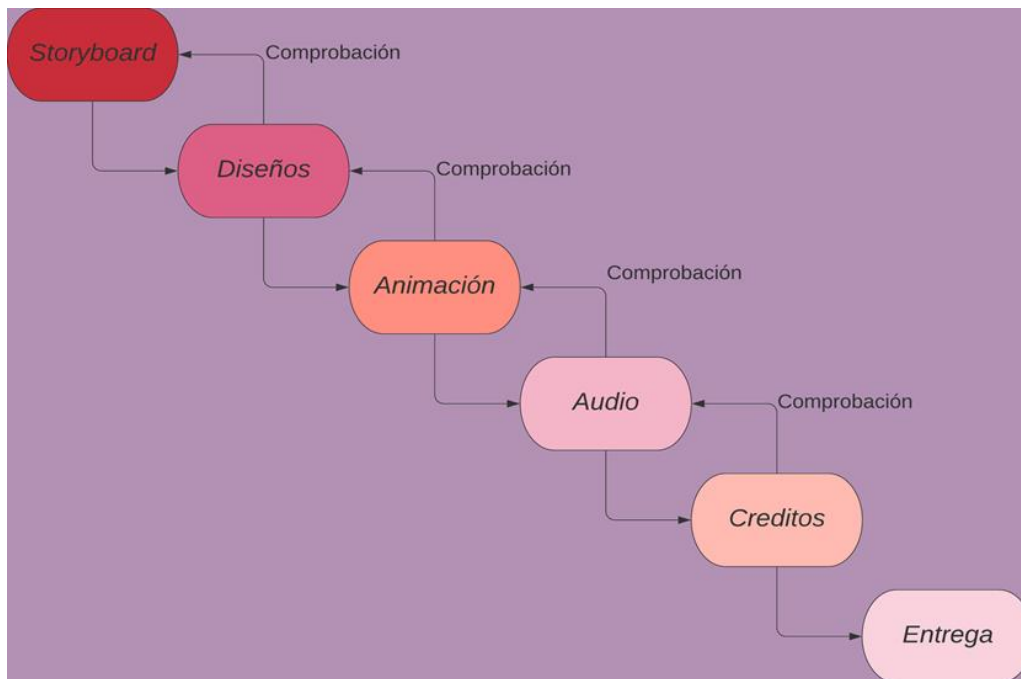 Storyboard
Comprobación
Diseños
Comprobación
Animación
Comprobación
Audio
Comprobación
Creditos
Entrega